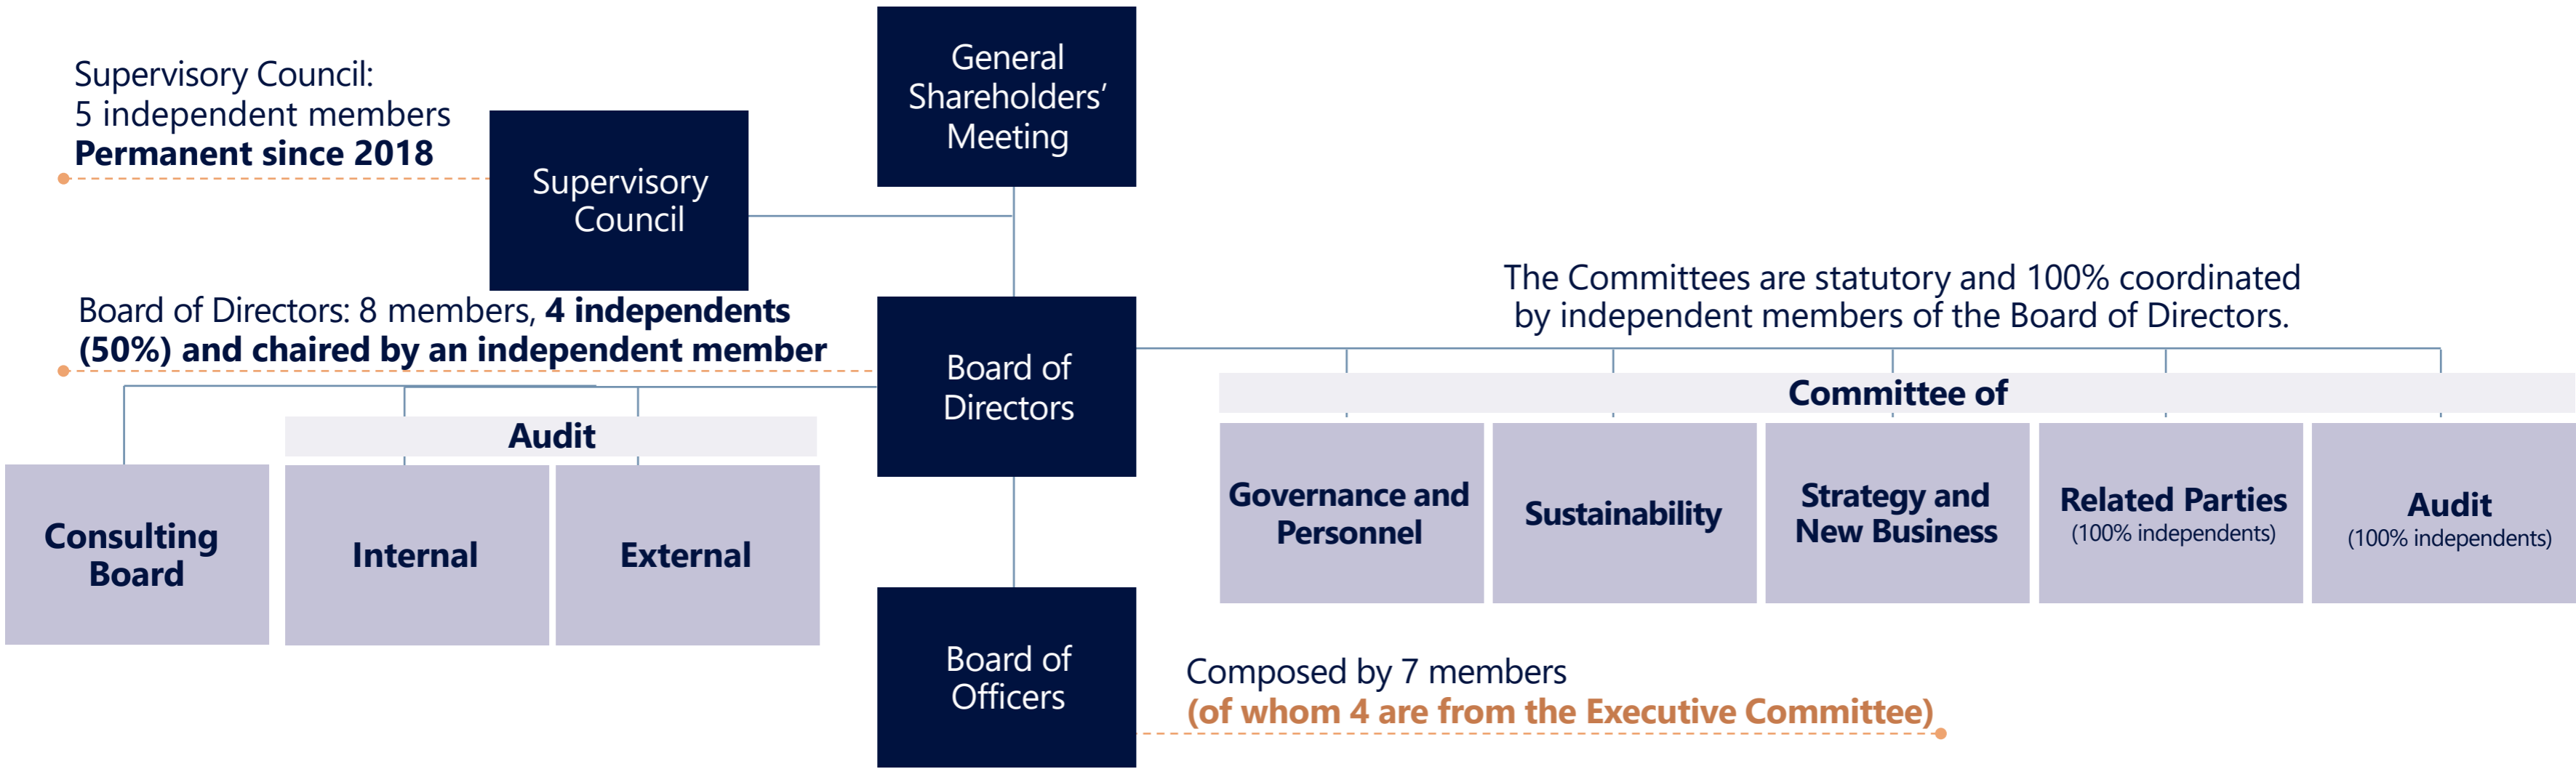 General
Shareholders’
Meeting
Supervisory Council:
5 independent members
Permanent since 2018
Supervisory
Council
Board of Directors: 8 members, 4 independents
(50%) and chaired by an independent member
Board of
Directors
The Committees are statutory and 100% coordinated
by independent members of the Board of Directors.
Audit
Consulting
Board
Internal
External
Committee of
Governance and
Personnel
Sustainability
Strategy and
New Business
Related Parties
(100% independents)
Audit
(100% independents)
Board of
Officers
Composed by 7 members
(of whom 4 are from the Executive Committee)